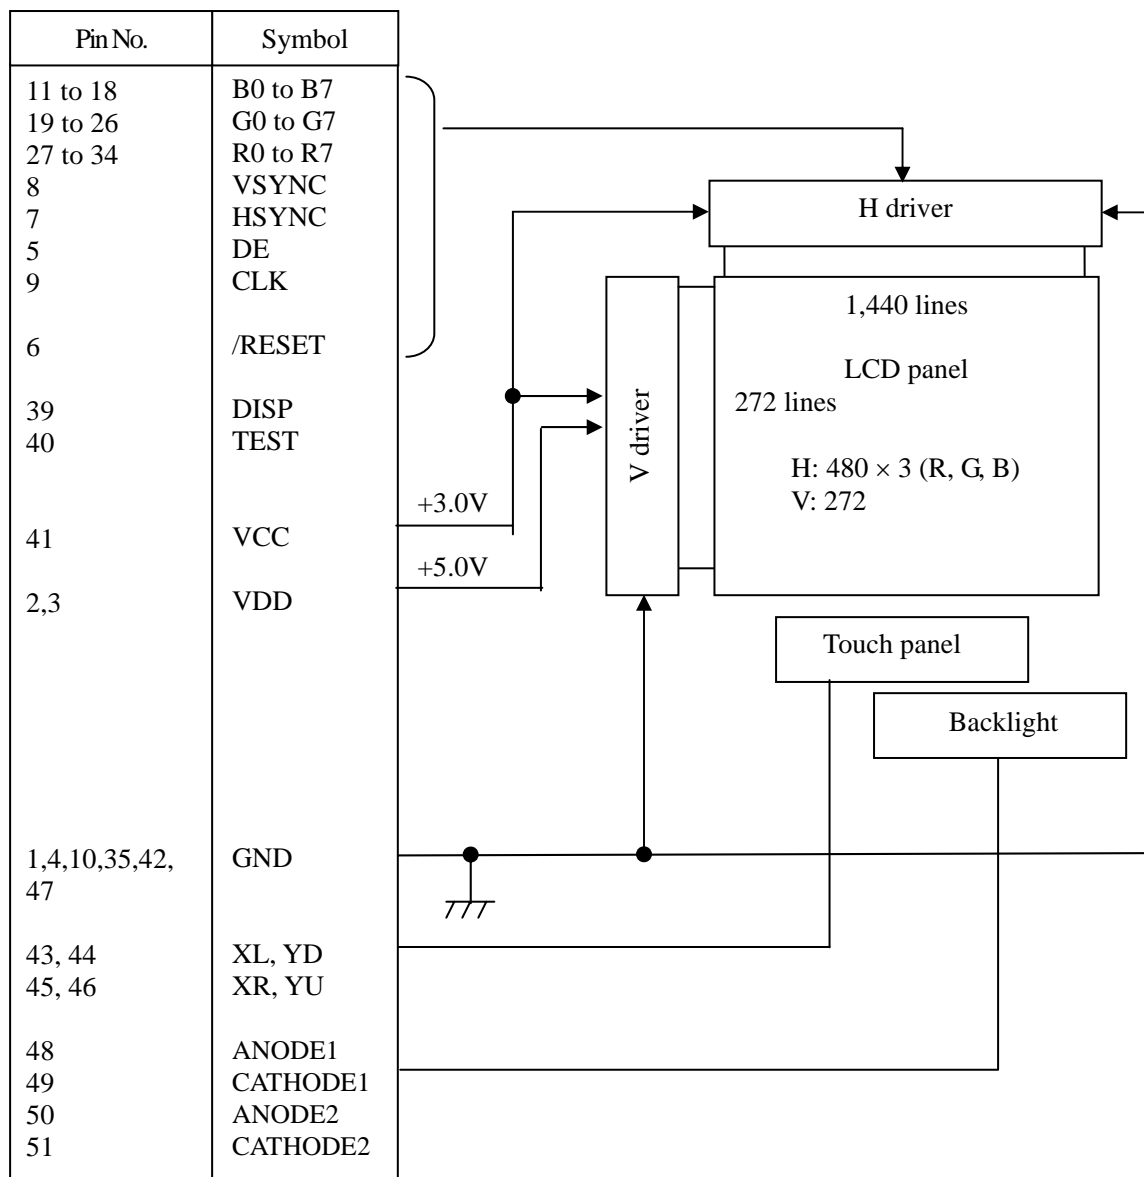 Pin No. Symbol
11 to 18 B0 to B7
19 to 26 G0 to G7
27 to 34 R0 to R7
8 VSYNC
7 HSYNC
5 DE
9 CLK
6 /RESET
39 DISP
40 TEST
41 VCC
2,3 VDD
1,4,10,35,42, GND
47
43, 44 XL, YD
45, 46 XR, YU
48 ANODE1
49 CATHODE1
50 ANODE2
51 CATHODE2
+3.0V
+5.0V
H driver
V driver
1,440 lines
LCD panel
272 lines
H: 480 × 3 (R, G, B)
V: 272
Touch panel
Backlight